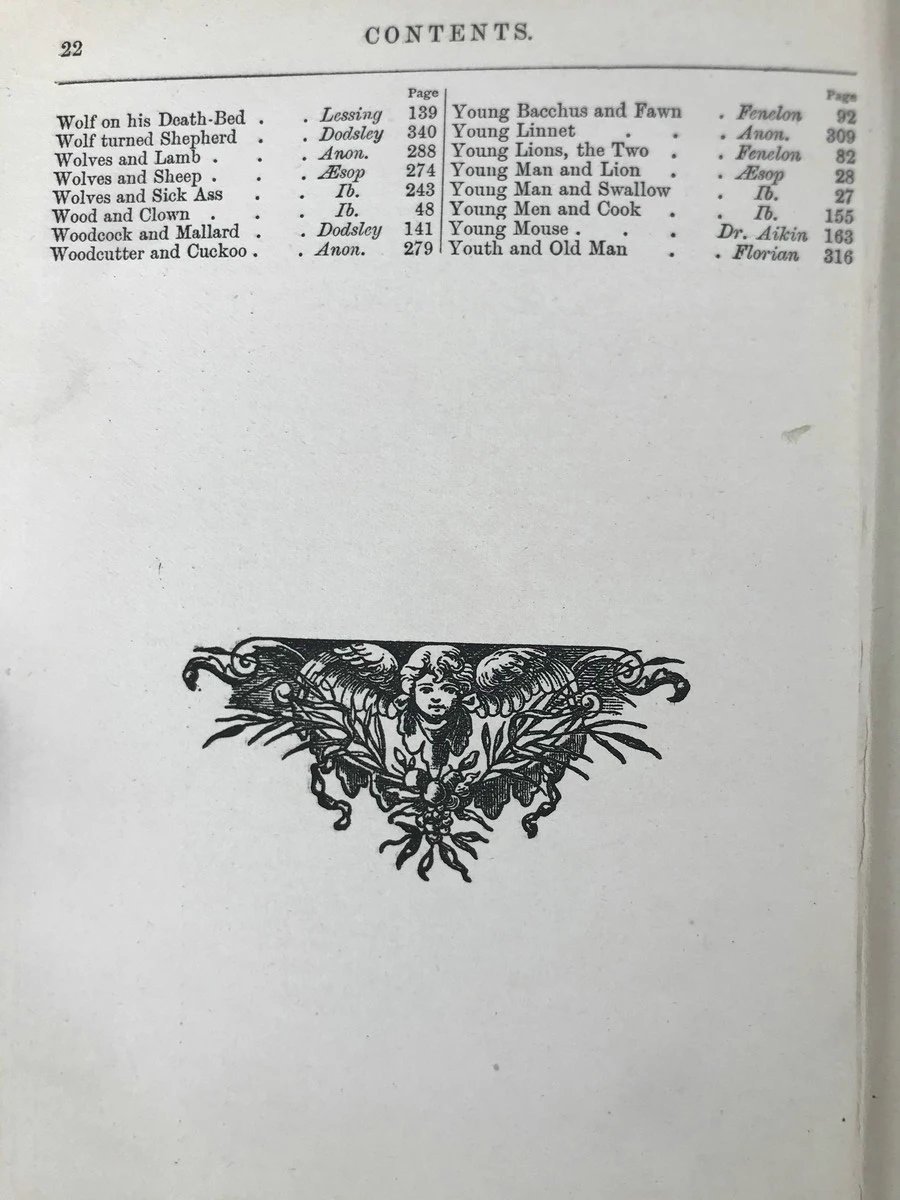 22
CONTENTS.
Page
Wolf on his Death-Bed . . Lessing 139
Wolf turned Shepherd . . Dodsley 340
Wolves and Lamb . . . Anon. 288
Wolves and Sheep . . . Æsop 274
Wolves and Sick Ass . . Ib. 243
Wood and Clown . . . Ib. 48
Woodcock and Mallard . . Dodsley 141
Woodcutter and Cuckoo . . Anon. 279
Page
Young Bacchus and Fawn . Fenelon 92
Young Linnet . . . Anon. 309
Young Lions, the Two . . Fenelon 82
Young Man and Lion . . Æsop 28
Young Man and Swallow . Ib. 27
Young Men and Cook . . Ib. 155
Young Mouse . . . Dr. Aikin 163
Youth and Old Man . . Florian 316